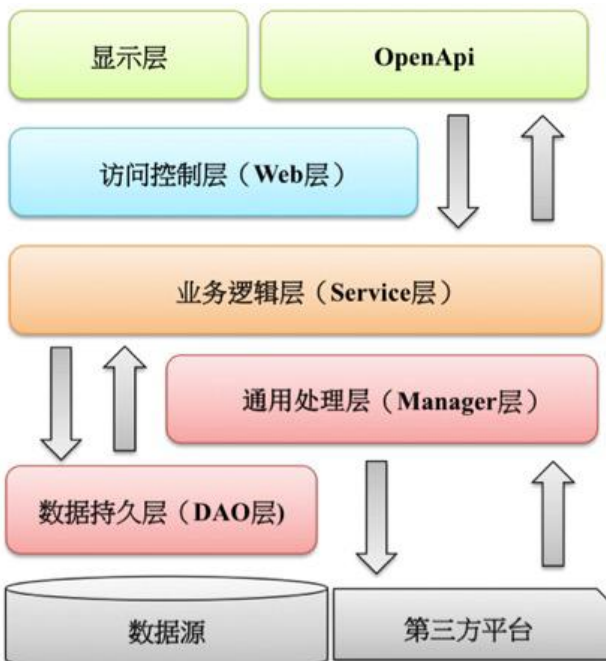 显示层
OpenApi
访问控制层（Web层）
业务逻辑层（Service层）
通用处理层（Manager层）
数据持久层（DAO层)
数据源
第三方平台